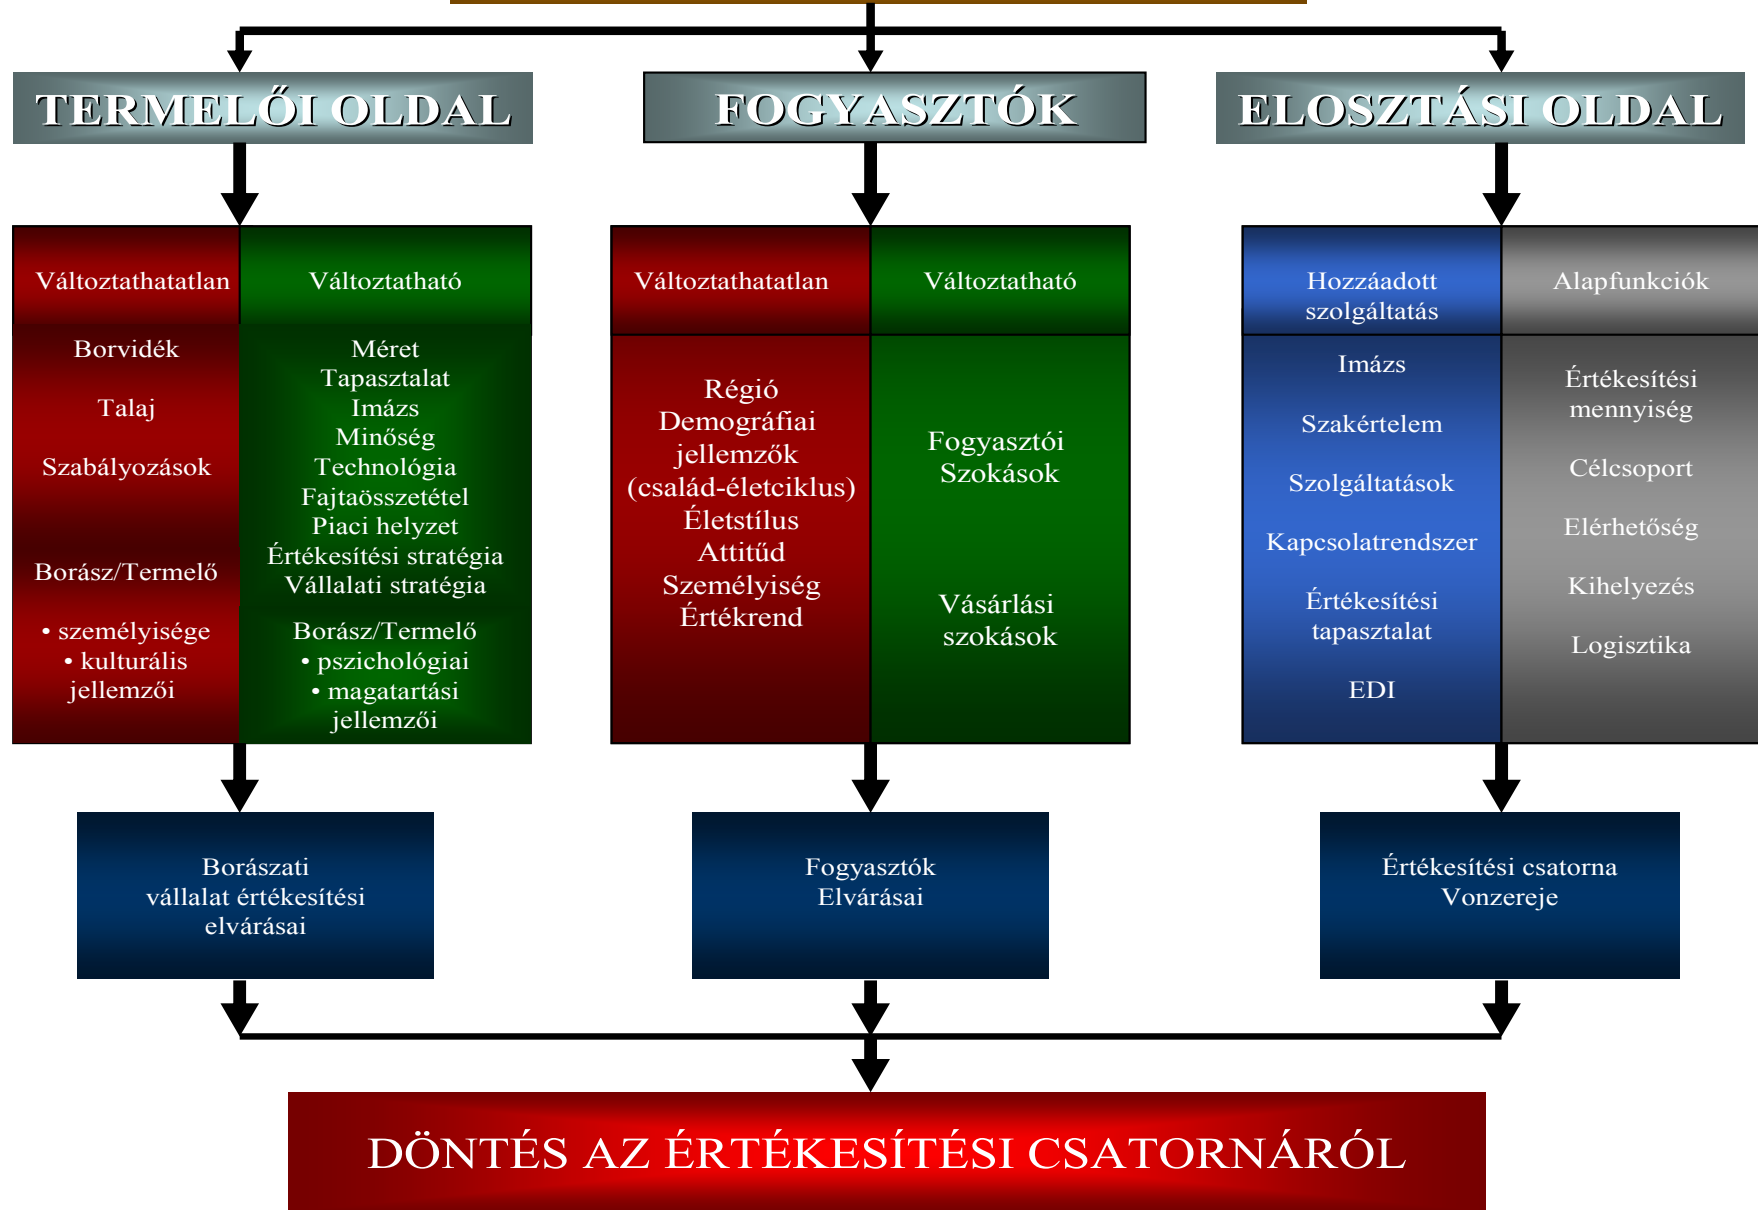 TERMELŐI OLDAL
Változtathatatlan
Változtatható
Borvidék
Talaj
Szabályozások
Borász/Termelő
• személyisége
• kulturális
jellemzői
Méret
Tapasztalat
Imázs
Minőség
Technológia
Fajtaösszetétel
Piaci helyzet
Értékesítési stratégia
Vállalati stratégia
Borász/Termelő
• pszichológiai
• magatartási
jellemzői
Borászati
vállalat értékesítési
elvárásai
FOGYASZTÓK
Változtathatatlan
Változtatható
Régió
Demográfiai
jellemzők
(család-életciklus)
Életstílus
Attitűd
Személyiség
Értékrend
Fogyasztói
Szokások
Vásárlási
szokások
Fogyasztók
Elvárásai
ELOSZTÁSI OLDAL
Hozzáadott
szolgáltatás
Alapfunkciók
Imázs
Szakértelem
Szolgáltatások
Kapcsolatrendszer
Értékesítési
tapasztalat
EDI
Értékesítési
mennyiség
Célcsoport
Elérhetőség
Kihelyezés
Logisztika
Értékesítési csatorna
Vonzereje
DÖNTÉS AZ ÉRTÉKESÍTÉSI CSATORNÁRÓL